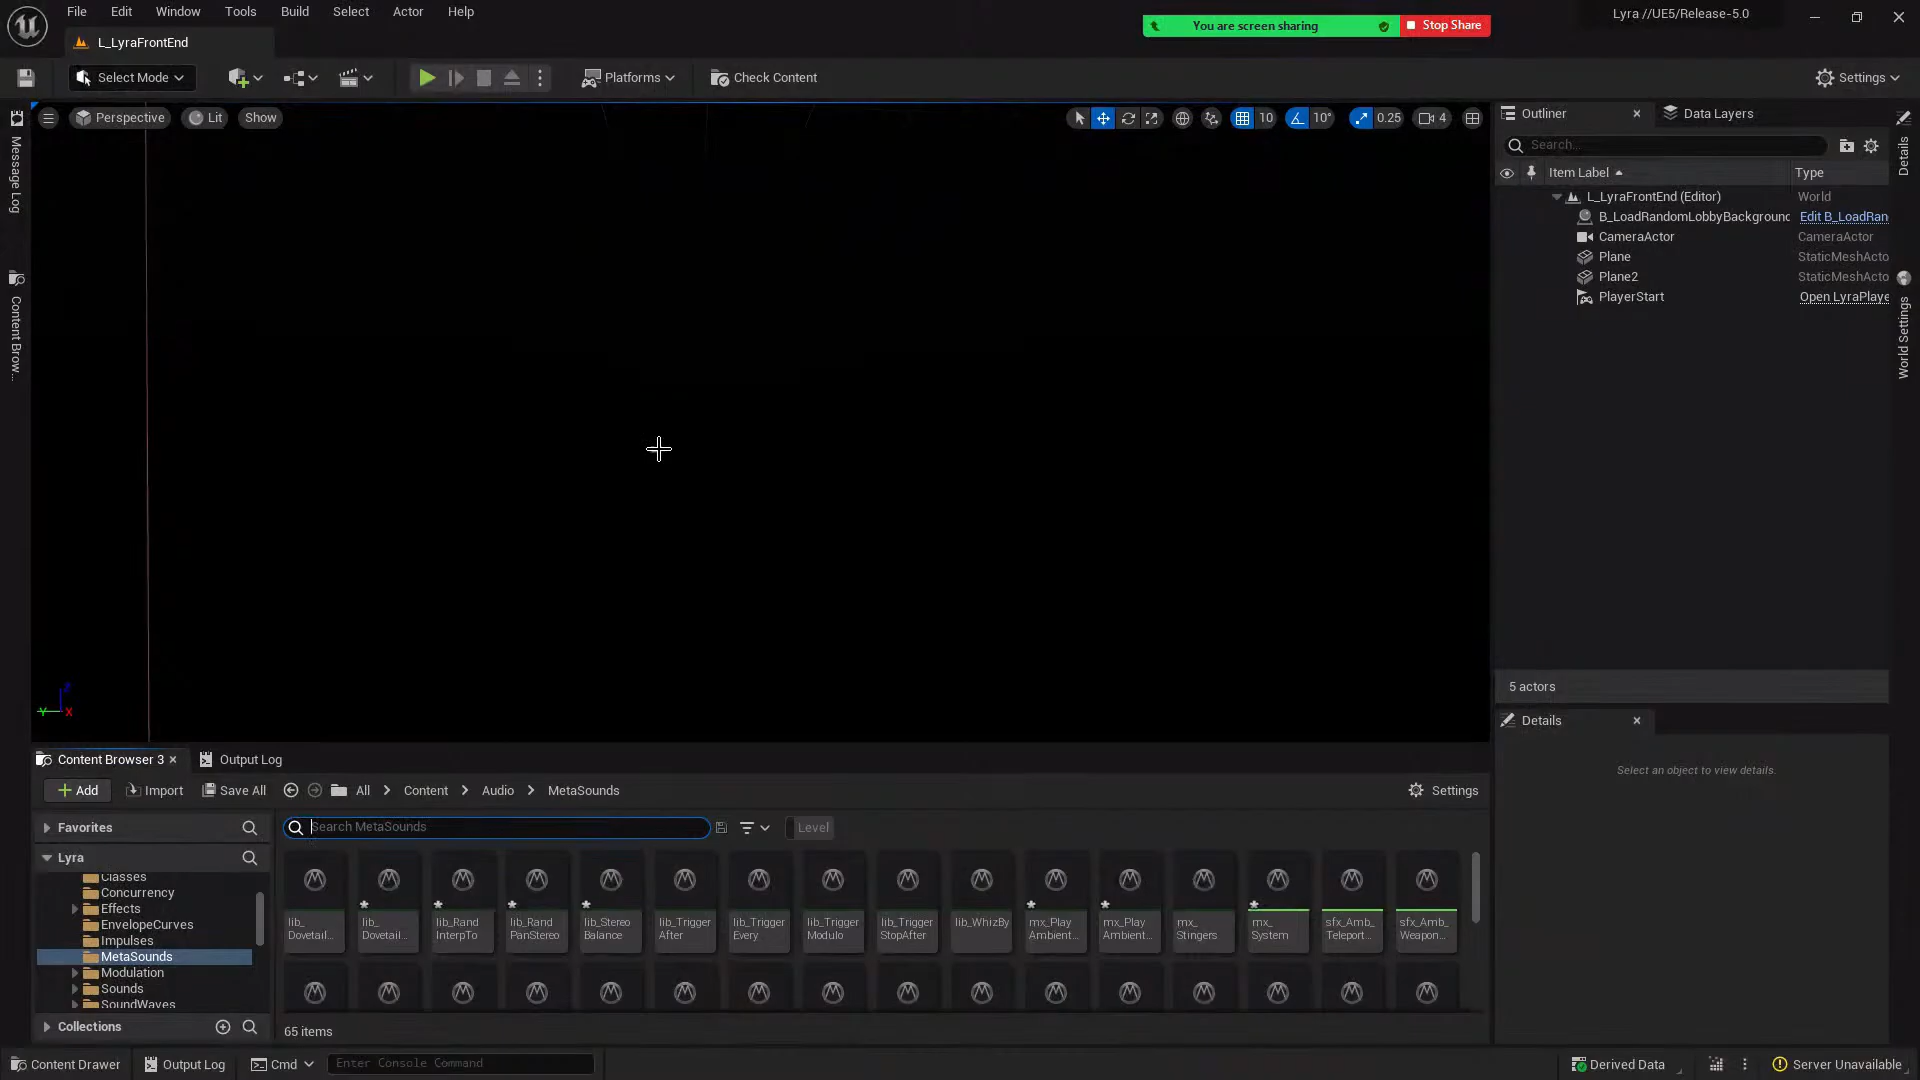 File Edit Window Tools Build Select Actor Help
You are screen sharing
Stop Share
Lyra //UE5/Release-5.0
L_LyraFrontEnd
Select Mode
Platforms
Check Content
Settings
Perspective
Lit
Show
10
10°
0.25
4
Message Log
Content Brow...
Outliner
Data Layers
Details
World Settings
Search...
Item Label
Type
L_LyraFrontEnd (Editor) World
B_LoadRandomLobbyBackground Edit B_LoadRan
CameraActor CameraActor
Plane StaticMeshActo
Plane2 StaticMeshActo
PlayerStart Open LyraPlaye
5 actors
Details
Select an object to view details.
Y
X
Content Browser 3
Output Log
Add
Import
Save All
All
Content
Audio
MetaSounds
Settings
Favorites
Lyra
Classes
Concurrency
Effects
EnvelopeCurves
Impulses
MetaSounds
Modulation
Sounds
SoundWaves
Collections
Search MetaSounds
Level
lib_
Dovetail...
lib_
Dovetail...
lib_Rand
InterpTo
lib_Rand
PanStereo
lib_Stereo
Balance
lib_Trigger
After
lib_Trigger
Every
lib_Trigger
Modulo
lib_Trigger
StopAfter
lib_WhizBy
mx_Play
Ambient...
mx_Play
Ambient...
mx_
Stingers
mx_
System
sfx_Amb_
Teleport...
sfx_Amb_
Weapon...
65 items
Content Drawer
Output Log
Cmd
Enter Console Command
Derived Data
Server Unavailable